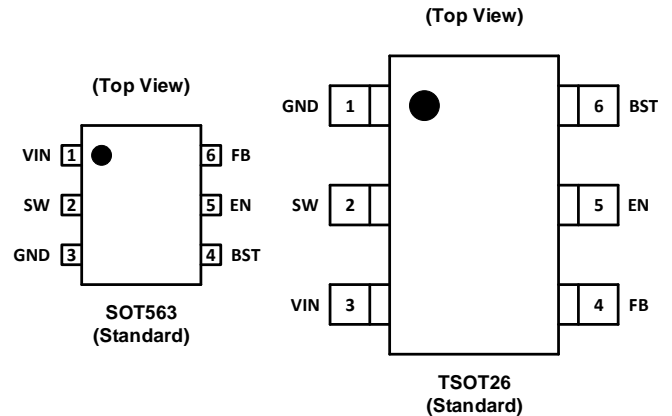 (Top View)
VIN 1 6 FB
SW 2 5 EN
GND 3 4 BST
SOT563
(Standard)
(Top View)
GND 1 6 BST
SW 2 5 EN
VIN 3 4 FB
TSOT26
(Standard)